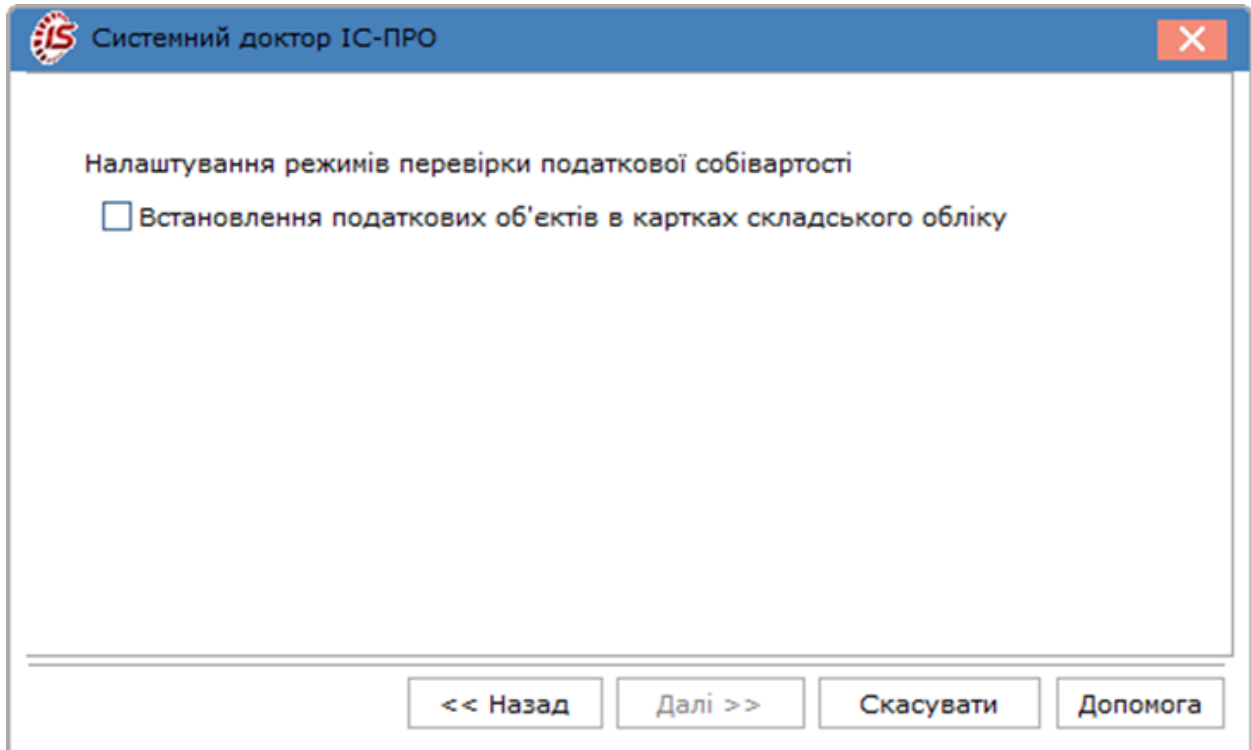 Системний доктор ІС-ПРО
Налаштування режимів перевірки податкової собівартості
Встановлення податкових об'єктів в картках складського обліку
<< Назад
Далі >>
Скасувати
Допомога